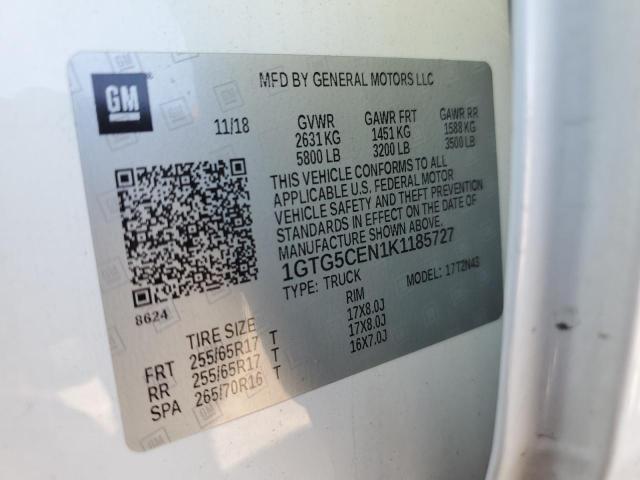 GM
MFD BY GENERAL MOTORS LLC
11/18
GVWR GAWR FRT GAWR RR
2631 KG 1451 KG 1588 KG
5800 LB 3200 LB 3500 LB
THIS VEHICLE CONFORMS TO ALL
APPLICABLE U.S. FEDERAL MOTOR
VEHICLE SAFETY AND THEFT PREVENTION
STANDARDS IN EFFECT ON THE DATE OF
MANUFACTURE SHOWN ABOVE.
1GTG5CEN1K1185727
TYPE: TRUCK MODEL: 17T2N43
8624
TIRE SIZE RIM
FRT 255/65R17 T 17X8.0J
RR 255/65R17 T 17X8.0J
SPA 265/70R16 T 16X7.0J